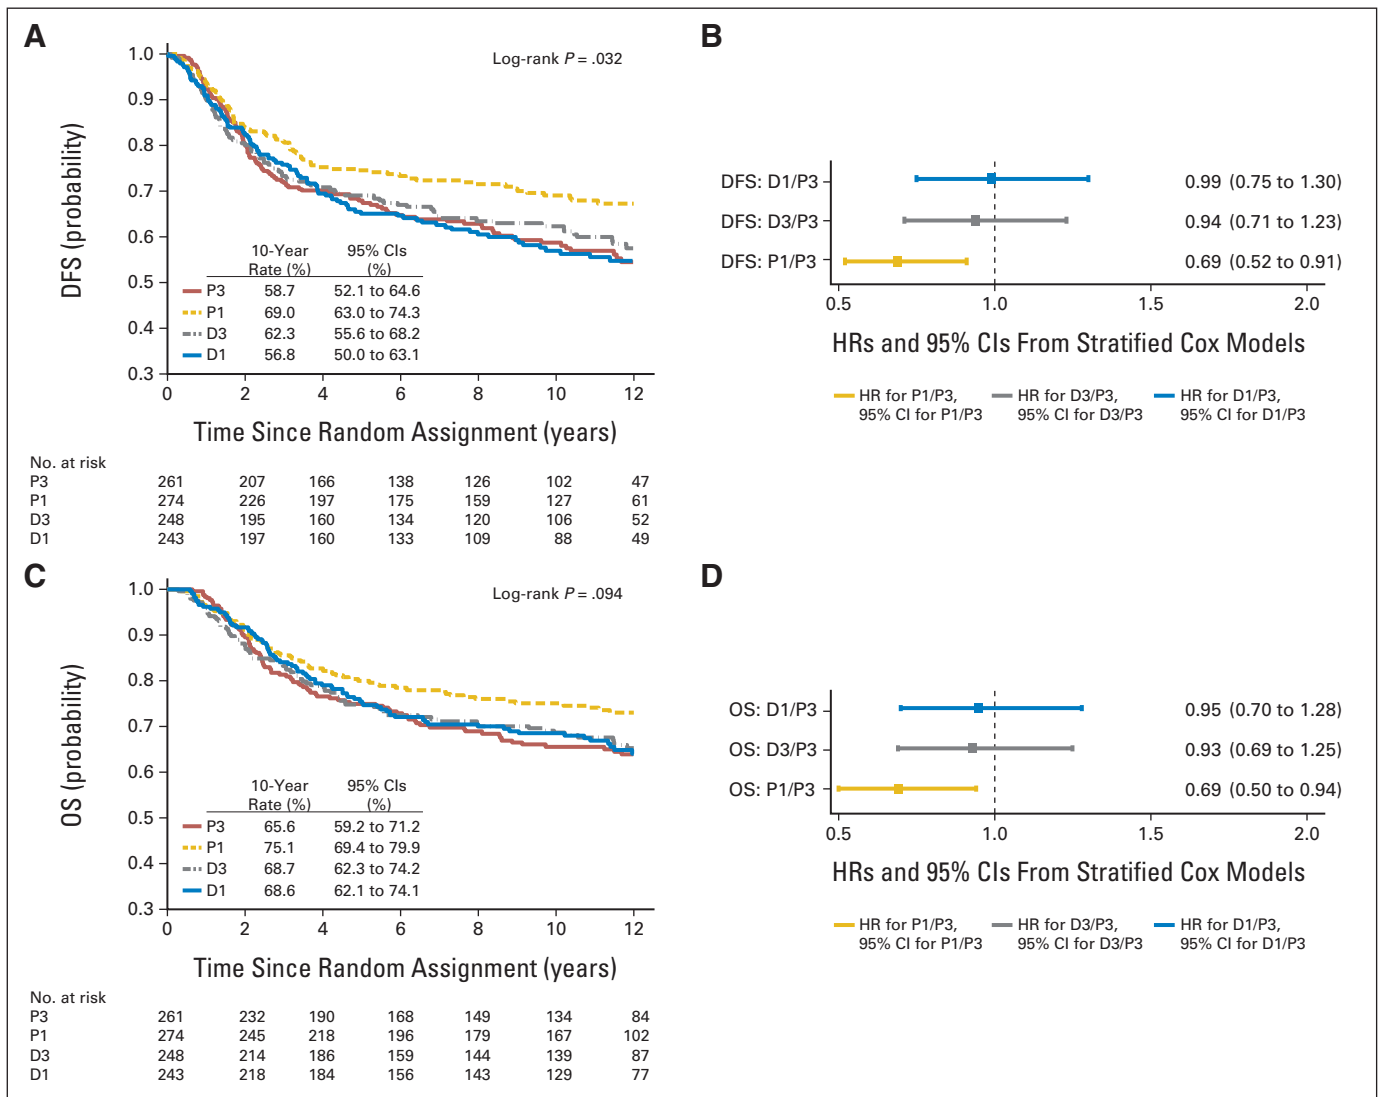 A
Log-rank P = .032
DFS (probability)
1.0
0.9
0.8
0.7
0.6
0.5
0.4
0.3
10-Year 95% CIs
Rate (%) (%)
P3 58.7 52.1 to 64.6
P1 69.0 63.0 to 74.3
D3 62.3 55.6 to 68.2
D1 56.8 50.0 to 63.1
0 2 4 6 8 10 12
Time Since Random Assignment (years)
No. at risk
P3 261 207 166 138 126 102 47
P1 274 226 197 175 159 127 61
D3 248 195 160 134 120 106 52
D1 243 197 160 133 109 88 49
B
DFS: D1/P3 0.99 (0.75 to 1.30)
DFS: D3/P3 0.94 (0.71 to 1.23)
DFS: P1/P3 0.69 (0.52 to 0.91)
0.5 1.0 1.5 2.0
HRs and 95% CIs From Stratified Cox Models
HR for P1/P3, HR for D3/P3, HR for D1/P3,
95% CI for P1/P3 95% CI for D3/P3 95% CI for D1/P3
C
Log-rank P = .094
OS (probability)
1.0
0.9
0.8
0.7
0.6
0.5
0.4
0.3
10-Year 95% CIs
Rate (%) (%)
P3 65.6 59.2 to 71.2
P1 75.1 69.4 to 79.9
D3 68.7 62.3 to 74.2
D1 68.6 62.1 to 74.1
0 2 4 6 8 10 12
Time Since Random Assignment (years)
No. at risk
P3 261 232 190 168 149 134 84
P1 274 245 218 196 179 167 102
D3 248 214 186 159 144 139 87
D1 243 218 184 156 143 129 77
D
OS: D1/P3 0.95 (0.70 to 1.28)
OS: D3/P3 0.93 (0.69 to 1.25)
OS: P1/P3 0.69 (0.50 to 0.94)
0.5 1.0 1.5 2.0
HRs and 95% CIs From Stratified Cox Models
HR for P1/P3, HR for D3/P3, HR for D1/P3,
95% CI for P1/P3 95% CI for D3/P3 95% CI for D1/P3